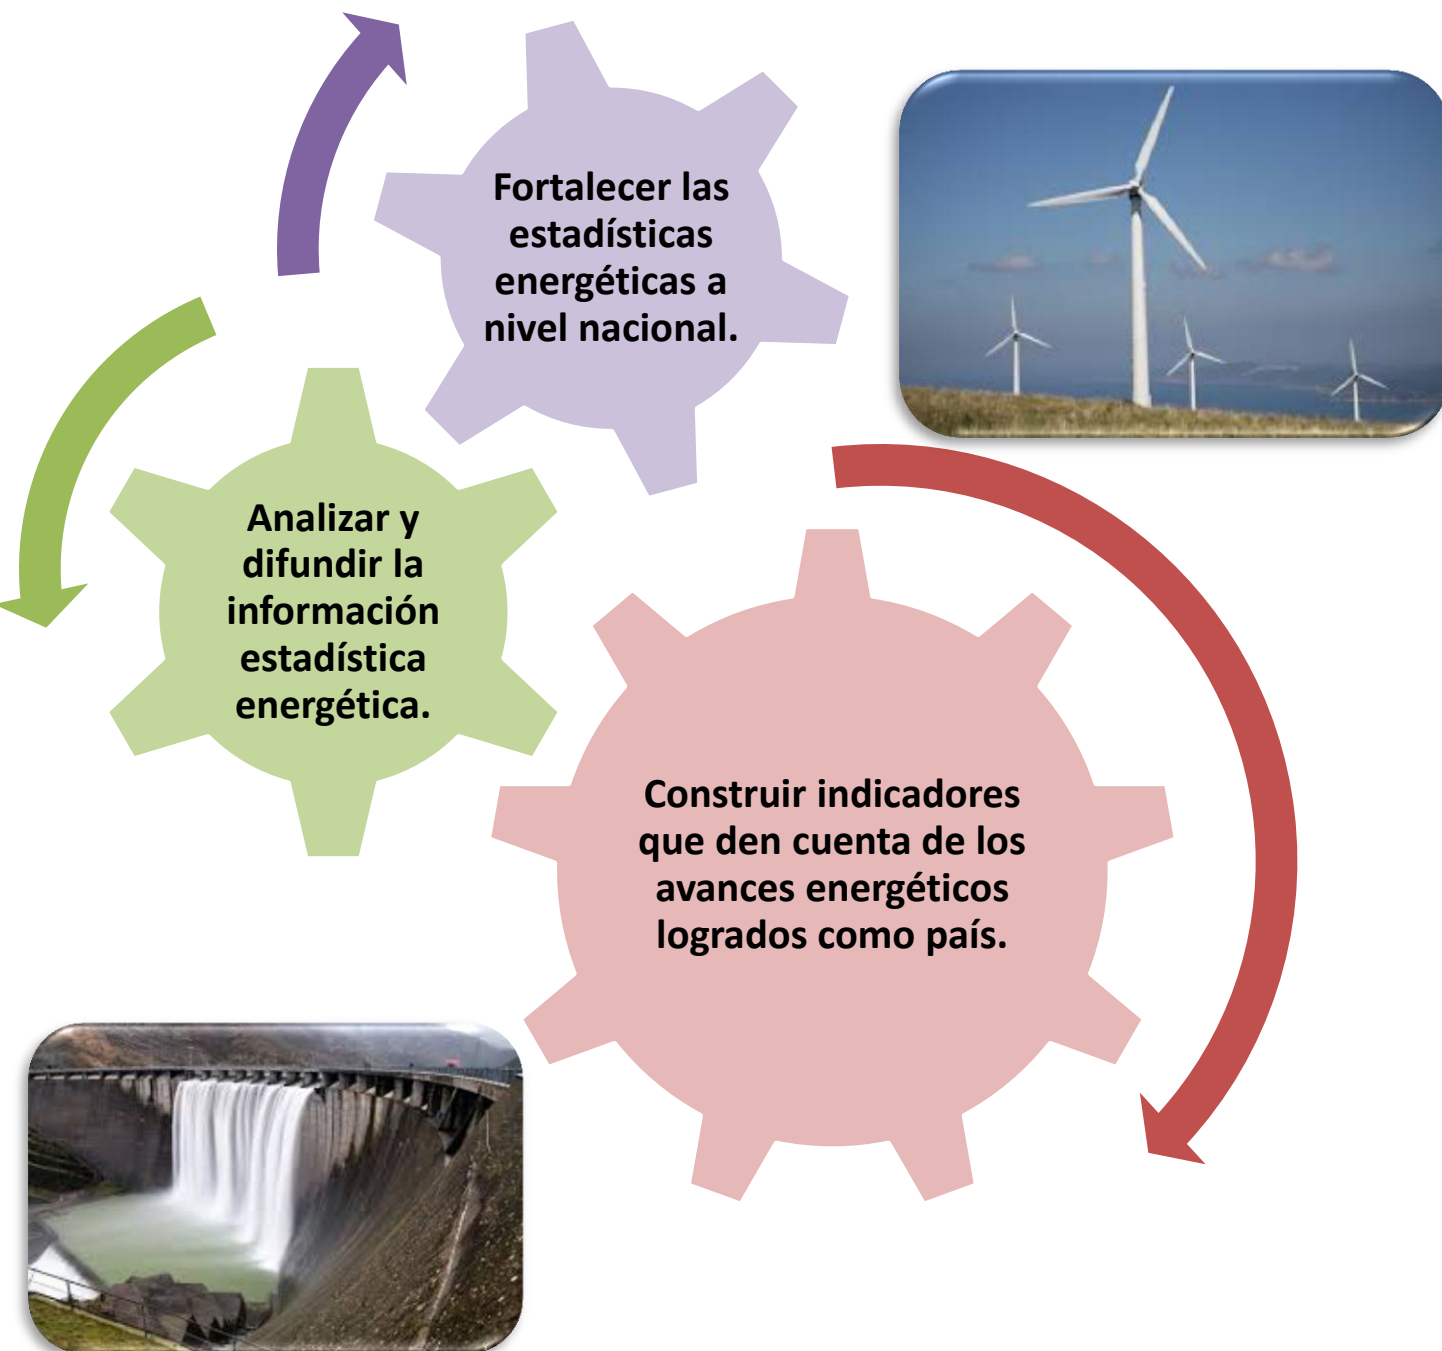 Fortalecer las
estadísticas
energéticas a
nivel nacional.
Analizar y
difundir la
información
estadística
energética.
Construir indicadores
que den cuenta de los
avances energéticos
logrados como país.